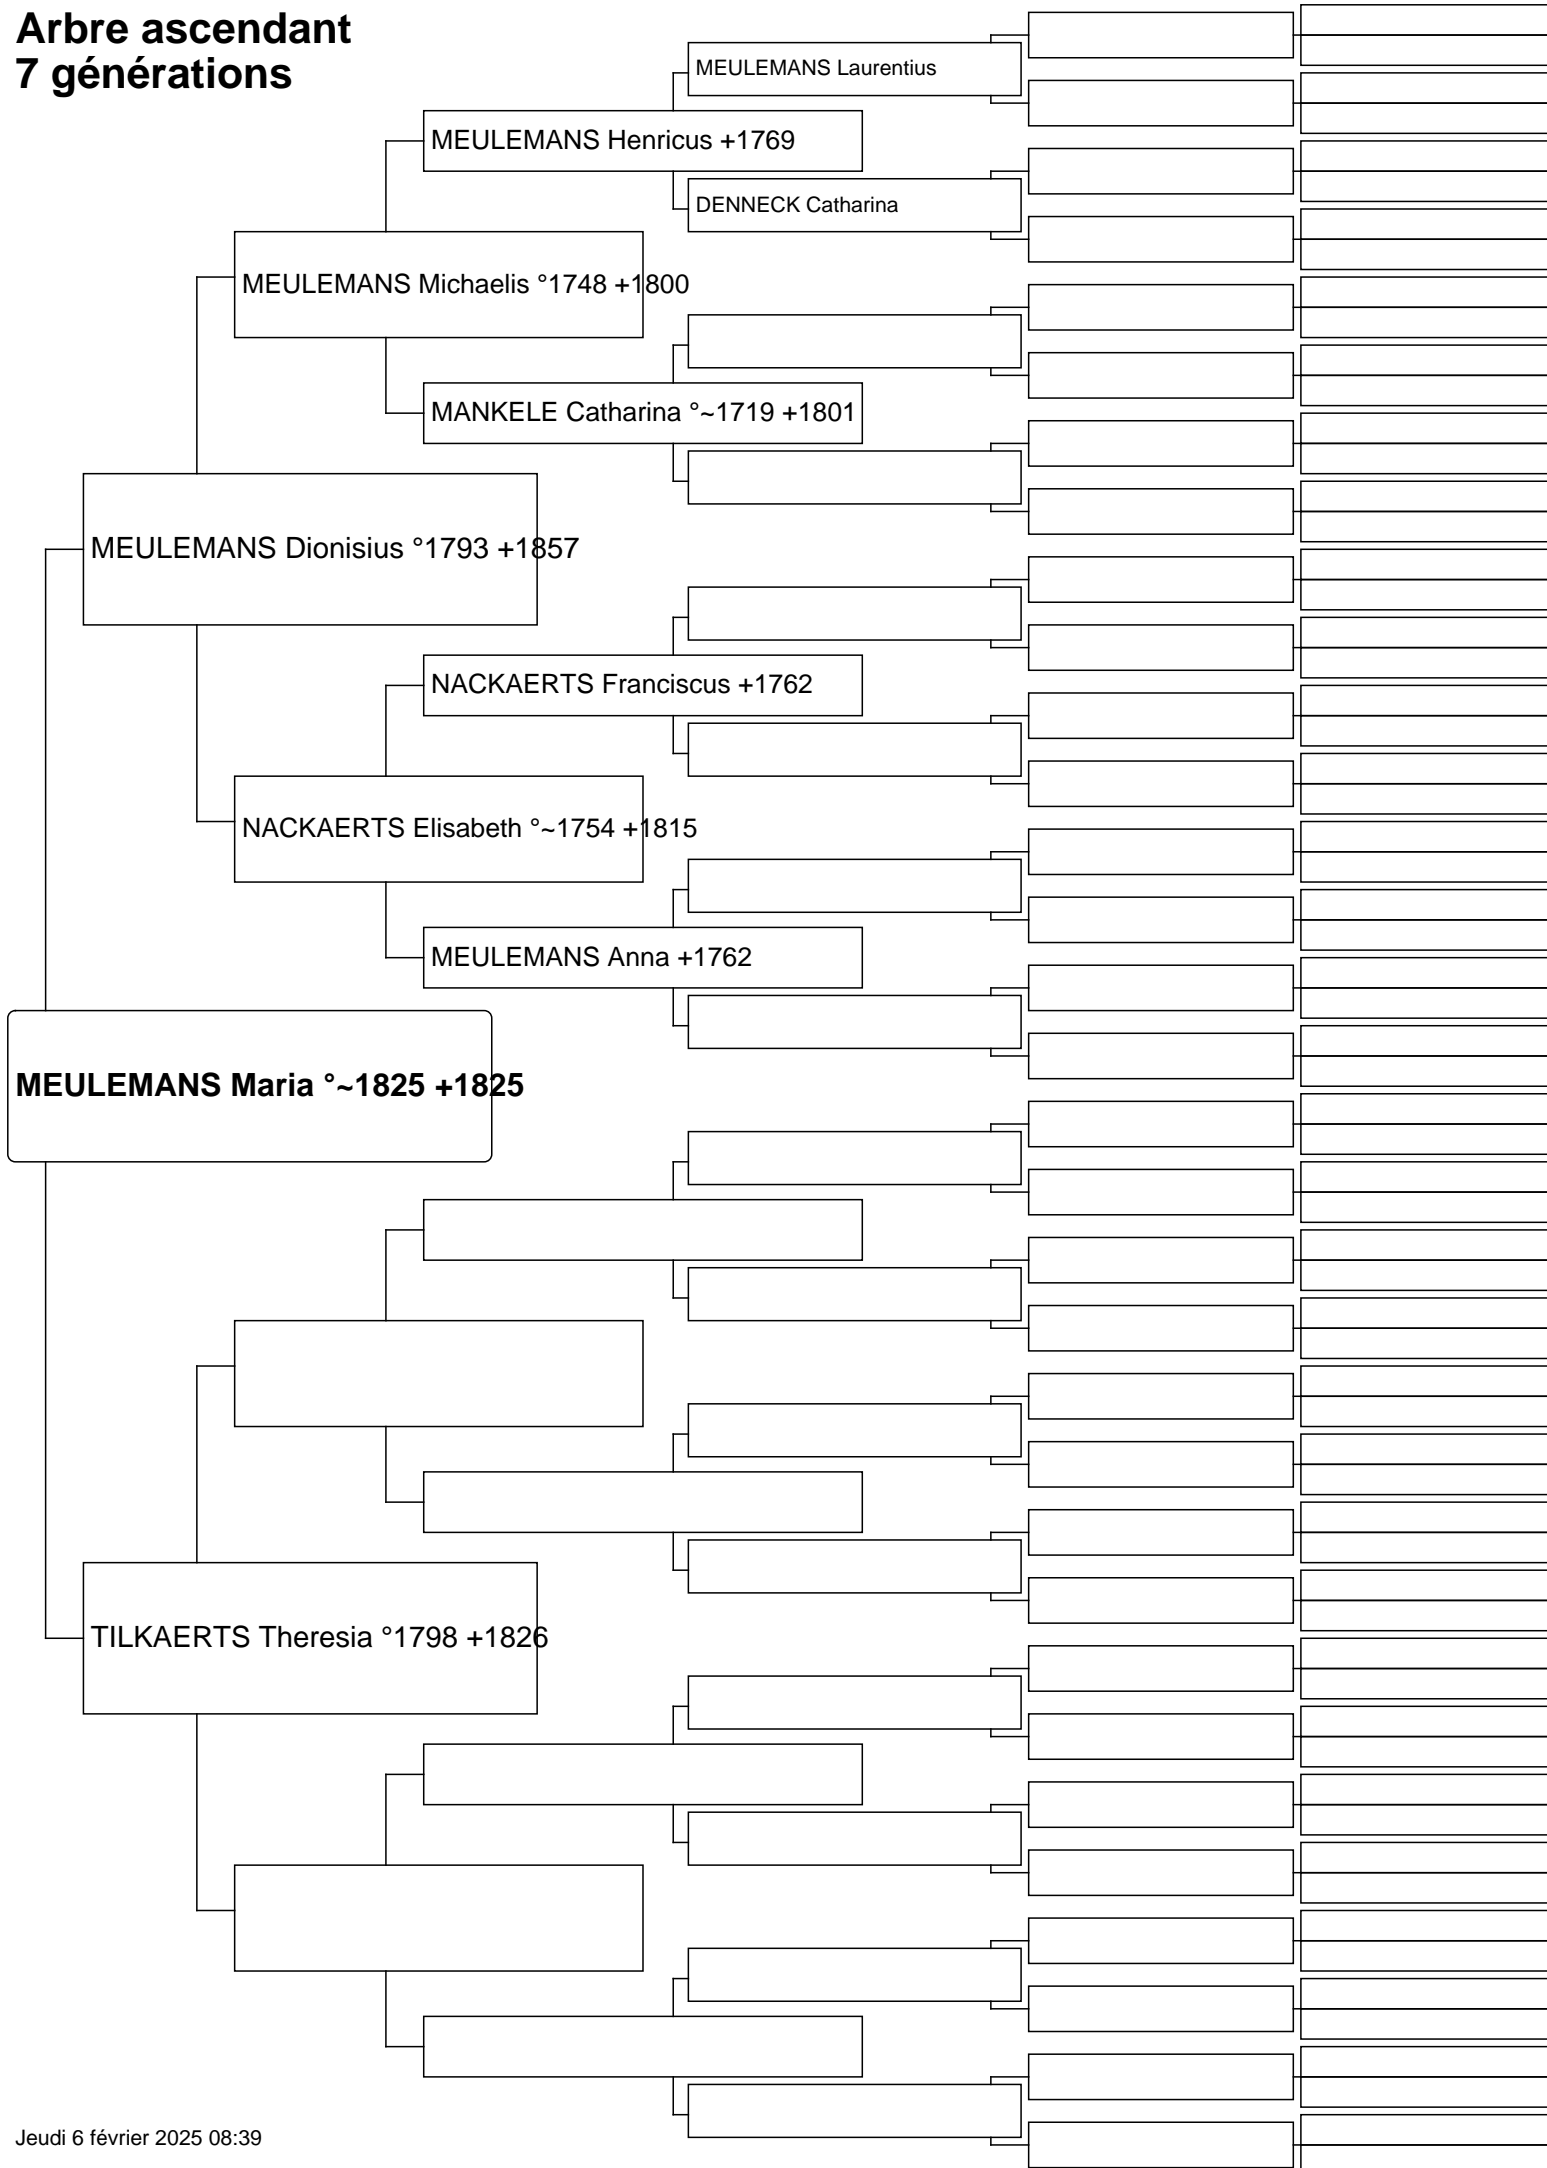 Arbre ascendant
7 générations
MEULEMANS Laurentius
MEULEMANS Henricus +1769
DENNECK Catharina
MEULEMANS Michaelis °1748 +1800
MANKELE Catharina °~1719 +1801
MEULEMANS Dionisius °1793 +1857
NACKAERTS Franciscus +1762
NACKAERTS Elisabeth °~1754 +1815
MEULEMANS Anna +1762
MEULEMANS Maria °~1825 +1825
TILKAERTS Theresia °1798 +1826
Jeudi 6 février 2025 08:39